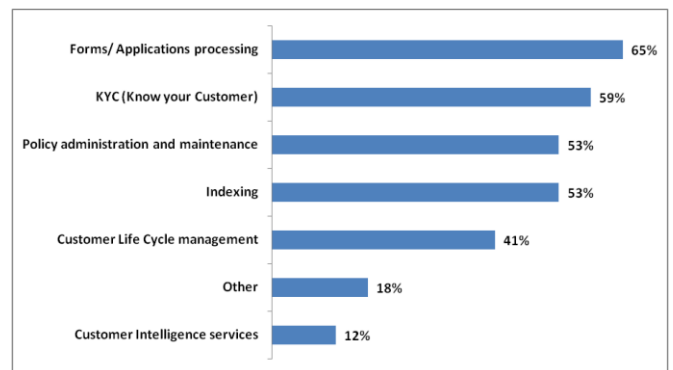 Forms/ Applications processing 65%
KYC (Know your Customer) 59%
Policy administration and maintenance 53%
Indexing 53%
Customer Life Cycle management 41%
Other 18%
Customer Intelligence services 12%